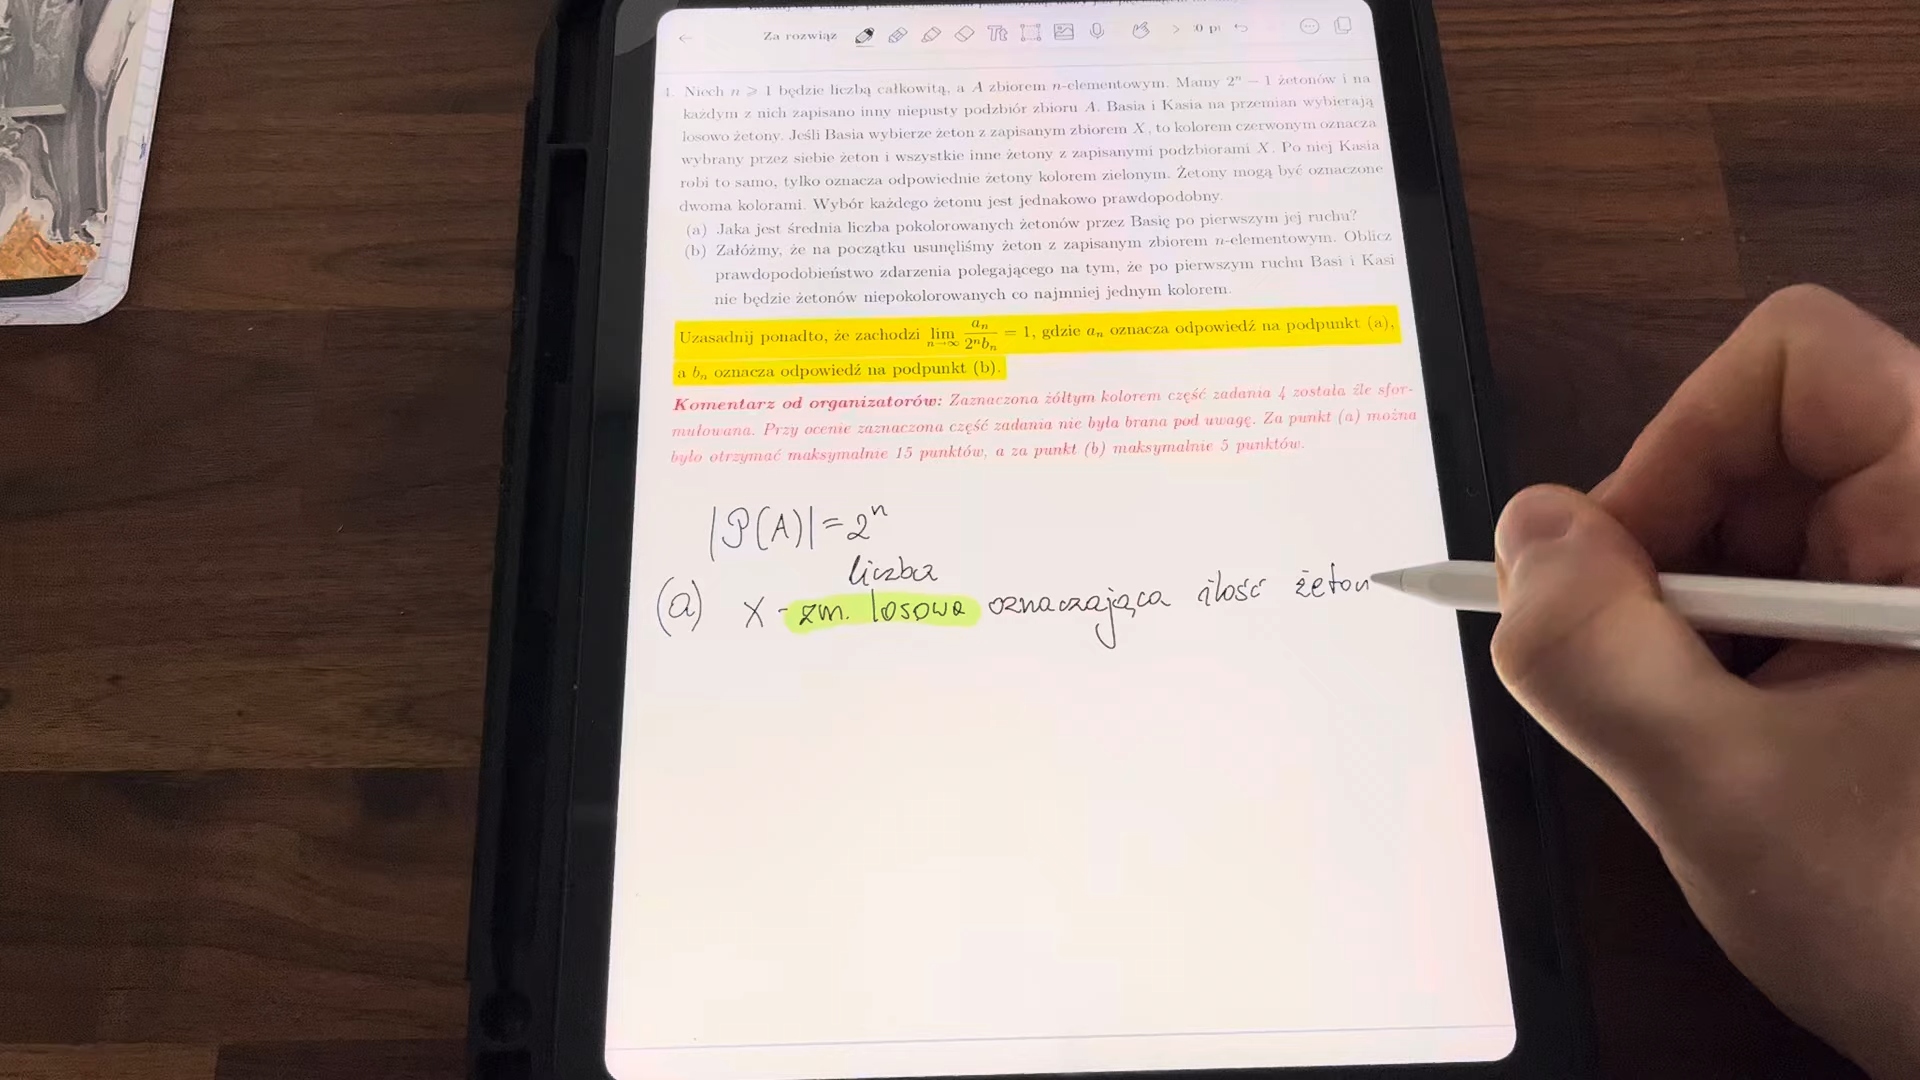 Za rozwiąz
1. Niech n ⩾ 1 będzie liczbą całkowitą, a A zbiorem n-elementowym. Mamy 2ⁿ − 1 żetonów i na
każdym z nich zapisano inny niepusty podzbiór zbioru A. Basia i Kasia na przemian wybierają
losowo żetony. Jeśli Basia wybierze żeton z zapisanym zbiorem X, to kolorem czerwonym oznacza
wybrany przez siebie żeton i wszystkie inne żetony z zapisanymi podzbiorami X. Po niej Kasia
robi to samo, tylko oznacza odpowiednie żetony kolorem zielonym. Żetony mogą być oznaczone
dwoma kolorami. Wybór każdego żetonu jest jednakowo prawdopodobny.
(a) Jaka jest średnia liczba pokolorowanych żetonów przez Basię po pierwszym jej ruchu?
(b) Załóżmy, że na początku usunęliśmy żeton z zapisanym zbiorem n-elementowym. Oblicz
prawdopodobieństwo zdarzenia polegającego na tym, że po pierwszym ruchu Basi i Kasi
nie będzie żetonów niepokolorowanych co najmniej jednym kolorem.
Uzasadnij ponadto, że zachodzi lim n→∞ aₙ/2ⁿbₙ = 1, gdzie aₙ oznacza odpowiedź na podpunkt (a),
a bₙ oznacza odpowiedź na podpunkt (b).
Komentarz od organizatorów: Zaznaczona żółtym kolorem część zadania 4 została źle sfor-
mułowana. Przy ocenie zaznaczona część zadania nie była brana pod uwagę. Za punkt (a) można
było otrzymać maksymalnie 15 punktów, a za punkt (b) maksymalnie 5 punktów.
|P(A)| = 2ⁿ
liczba
(a) X - zm. losowa oznaczająca ilość żeton